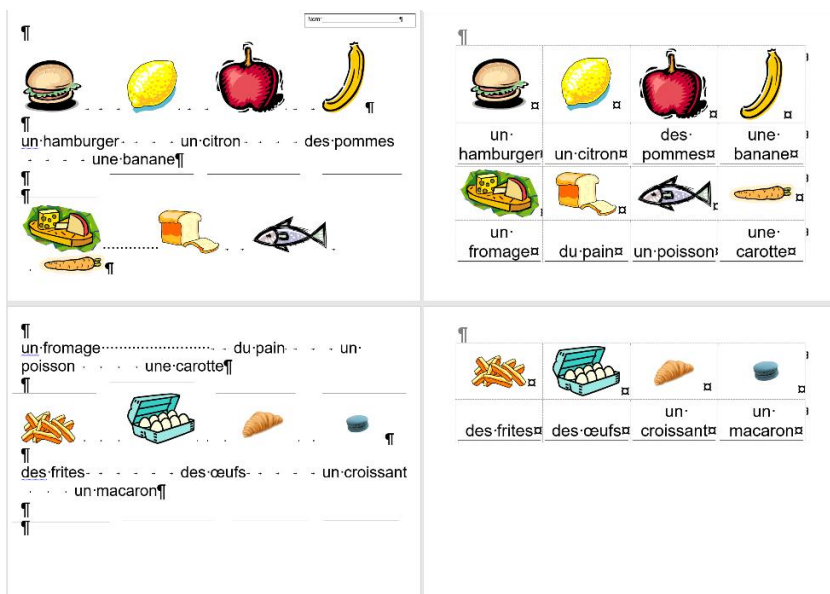 Nom:
un hamburger un citron des pommes
une banane
un fromage du pain un
poisson une carotte
des frites des œufs un croissant
un macaron
un
hamburger
un citron
des
pommes
une
banane
un
fromage
du pain
un poisson
une
carotte
des frites
des œufs
un
croissant
un
macaron